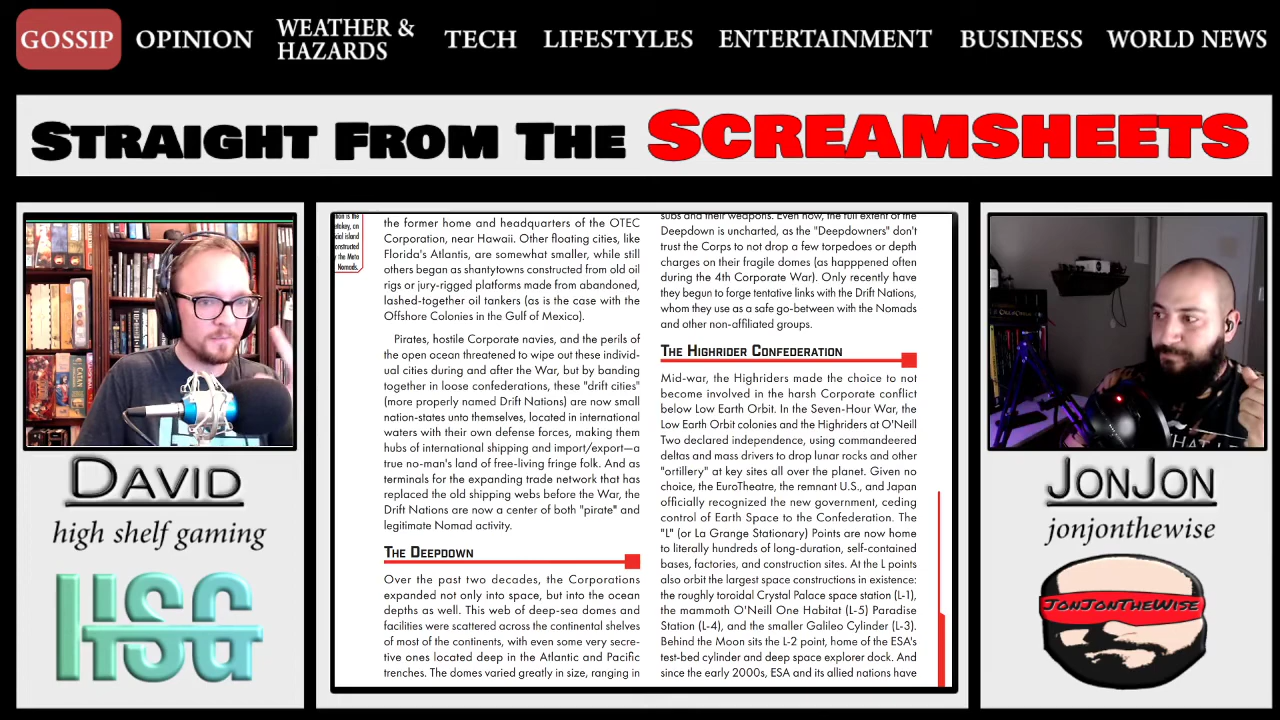 GOSSIP
OPINION
WEATHER &
HAZARDS
TECH
LIFESTYLES
ENTERTAINMENT
BUSINESS
WORLD NEWS
STRAIGHT FROM THE SCREAMSHEETS
tion is the
cial island
onstructed
y the Meta
Nomads.
the former home and headquarters of the OTEC
Corporation, near Hawaii. Other floating cities, like
Florida's Atlantis, are somewhat smaller, while still
others began as shantytowns constructed from old oil
rigs or jury-rigged platforms made from abandoned,
lashed-together oil tankers (as is the case with the
Offshore Colonies in the Gulf of Mexico).
Pirates, hostile Corporate navies, and the perils of
the open ocean threatened to wipe out these individ-
ual cities during and after the War, but by banding
together in loose confederations, these "drift cities"
(more properly named Drift Nations) are now small
nation-states unto themselves, located in international
waters with their own defense forces, making them
hubs of international shipping and import/export—a
true no-man's land of free-living fringe folk. And as
terminals for the expanding trade network that has
replaced the old shipping webs before the War, the
Drift Nations are now a center of both "pirate" and
legitimate Nomad activity.
THE DEEPDOWN
Over the past two decades, the Corporations
expanded not only into space, but into the ocean
depths as well. This web of deep-sea domes and
facilities were scattered across the continental shelves
of most of the continents, with even some very secre-
tive ones located deep in the Atlantic and Pacific
trenches. The domes varied greatly in size, ranging in
subs and their weapons. Even now, the full extent of the
Deepdown is uncharted, as the "Deepdowners" don't
trust the Corps to not drop a few torpedoes or depth
charges on their fragile domes (as happpened often
during the 4th Corporate War). Only recently have
they begun to forge tentative links with the Drift Nations,
whom they use as a safe go-between with the Nomads
and other non-affiliated groups.
THE HIGHRIDER CONFEDERATION
Mid-war, the Highriders made the choice to not
become involved in the harsh Corporate conflict
below Low Earth Orbit. In the Seven-Hour War, the
Low Earth Orbit colonies and the Highriders at O'Neill
Two declared independence, using commandeered
deltas and mass drivers to drop lunar rocks and other
"ortillery" at key sites all over the planet. Given no
choice, the EuroTheatre, the remnant U.S., and Japan
officially recognized the new government, ceding
control of Earth Space to the Confederation. The
"L" (or La Grange Stationary) Points are now home
to literally hundreds of long-duration, self-contained
bases, factories, and construction sites. At the L points
also orbit the largest space constructions in existence:
the roughly toroidal Crystal Palace space station (L-1),
the mammoth O'Neill One Habitat (L-5) Paradise
Station (L-4), and the smaller Galileo Cylinder (L-3).
Behind the Moon sits the L-2 point, home of the ESA's
test-bed cylinder and deep space explorer dock. And
since the early 2000s, ESA and its allied nations have
CATAN
DAVID
high shelf gaming
HSG
JONJON
jonjonthewise
JONJONTHEWISE